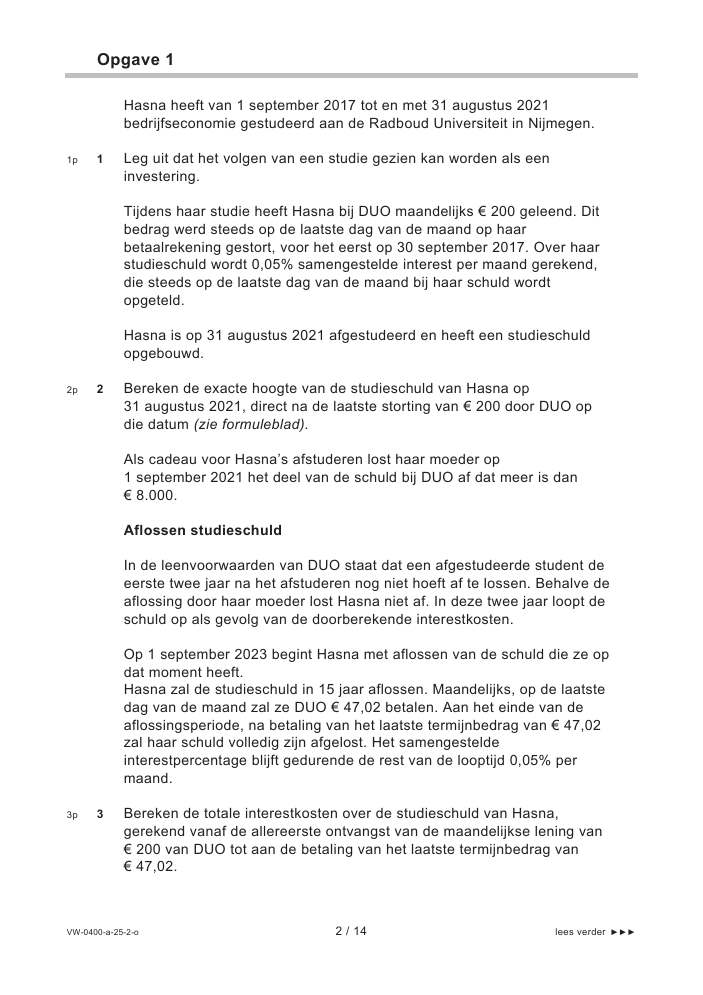 Opgave 1
Hasna heeft van 1 september 2017 tot en met 31 augustus 2021
bedrijfseconomie gestudeerd aan de Radboud Universiteit in Nijmegen.
1p 1 Leg uit dat het volgen van een studie gezien kan worden als een
investering.
Tijdens haar studie heeft Hasna bij DUO maandelijks € 200 geleend. Dit
bedrag werd steeds op de laatste dag van de maand op haar
betaalrekening gestort, voor het eerst op 30 september 2017. Over haar
studieschuld wordt 0,05% samengestelde interest per maand gerekend,
die steeds op de laatste dag van de maand bij haar schuld wordt
opgeteld.
Hasna is op 31 augustus 2021 afgestudeerd en heeft een studieschuld
opgebouwd.
2p 2 Bereken de exacte hoogte van de studieschuld van Hasna op
31 augustus 2021, direct na de laatste storting van € 200 door DUO op
die datum (zie formuleblad).
Als cadeau voor Hasna's afstuderen lost haar moeder op
1 september 2021 het deel van de schuld bij DUO af dat meer is dan
€ 8.000.
Aflossen studieschuld
In de leenvoorwaarden van DUO staat dat een afgestudeerde student de
eerste twee jaar na het afstuderen nog niet hoeft af te lossen. Behalve de
aflossing door haar moeder lost Hasna niet af. In deze twee jaar loopt de
schuld op als gevolg van de doorberekende interestkosten.
Op 1 september 2023 begint Hasna met aflossen van de schuld die ze op
dat moment heeft.
Hasna zal de studieschuld in 15 jaar aflossen. Maandelijks, op de laatste
dag van de maand zal ze DUO € 47,02 betalen. Aan het einde van de
aflossingsperiode, na betaling van het laatste termijnbedrag van € 47,02
zal haar schuld volledig zijn afgelost. Het samengestelde
interestpercentage blijft gedurende de rest van de looptijd 0,05% per
maand.
3p 3 Bereken de totale interestkosten over de studieschuld van Hasna,
gerekend vanaf de allereerste ontvangst van de maandelijkse lening van
€ 200 van DUO tot aan de betaling van het laatste termijnbedrag van
€ 47,02.
VW-0400-a-25-2-o 2 / 14 lees verder ►►►